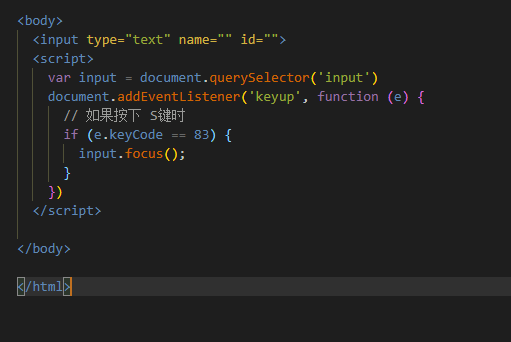 <body>
<input type="text" name="" id="">
<script>
var input = document.querySelector('input')
document.addEventListener('keyup', function (e) {
// 如果按下 S键时
if (e.keyCode == 83) {
input.focus();
}
})
</script>
</body>
</html>